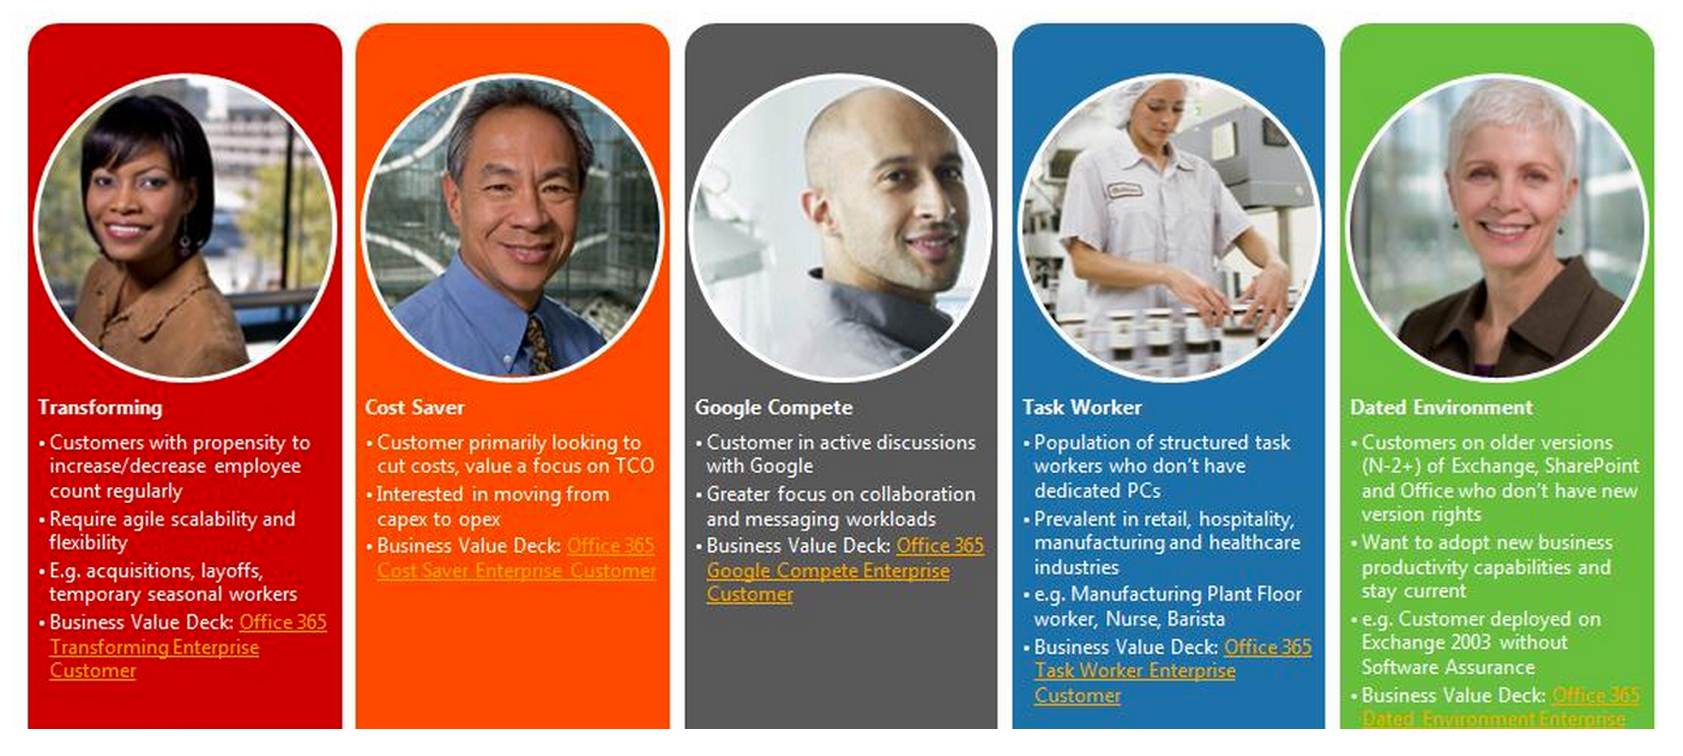 Transforming
• Customers with propensity to
increase/decrease employee
count regularly
• Require agile scalability and
flexibility
• E.g. acquisitions, layoffs,
temporary seasonal workers
• Business Value Deck: Office 365
Transforming Enterprise
Customer
Cost Saver
• Customer primarily looking to
cut costs, value a focus on TCO
• Interested in moving from
capex to opex
• Business Value Deck: Office 365
Cost Saver Enterprise Customer
Google Compete
• Customer in active discussions
with Google
• Greater focus on collaboration
and messaging workloads
• Business Value Deck: Office 365
Google Compete Enterprise
Customer
Task Worker
• Population of structured task
workers who don't have
dedicated PCs
• Prevalent in retail, hospitality,
manufacturing and healthcare
industries
• e.g. Manufacturing Plant Floor
worker, Nurse, Barista
• Business Value Deck: Office 365
Task Worker Enterprise
Customer
Dated Environment
• Customers on older versions
(N-2+) of Exchange, SharePoint
and Office who don't have new
version rights
• Want to adopt new business
productivity capabilities and
stay current
• e.g. Customer deployed on
Exchange 2003 without
Software Assurance
• Business Value Deck: Office 365
Dated Environment Enterprise